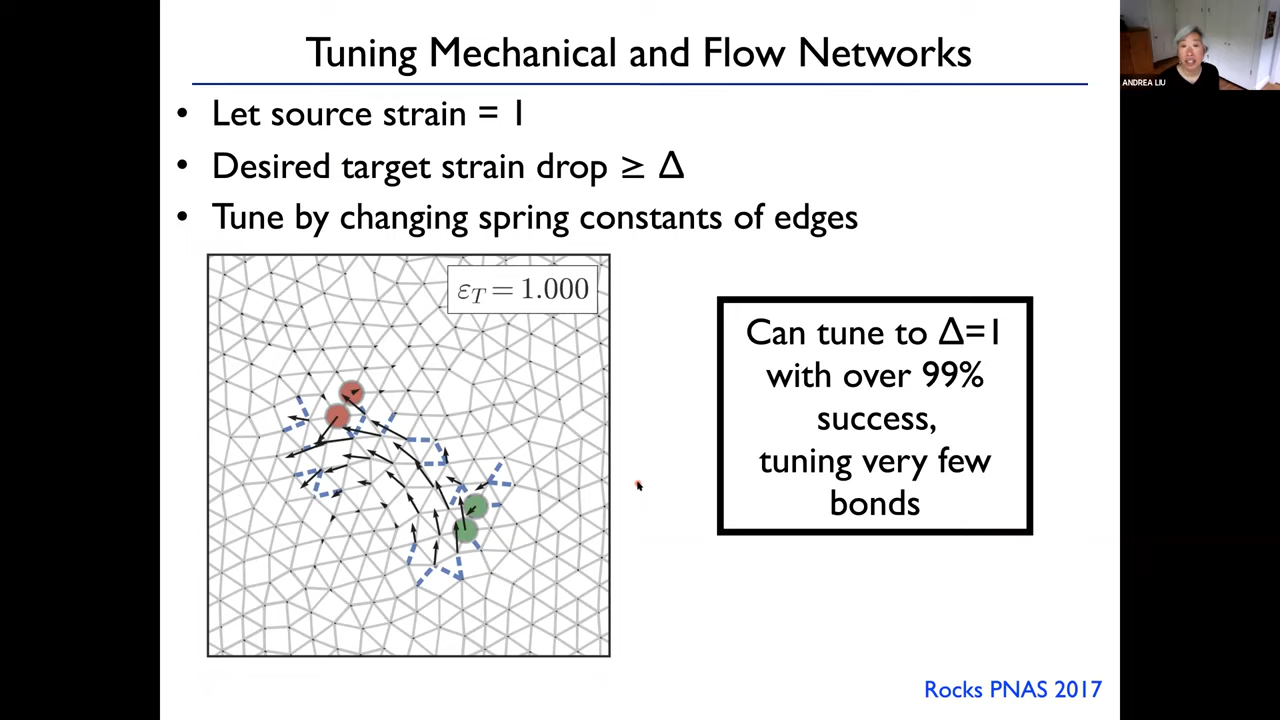 Tuning Mechanical and Flow Networks
ANDREA LIU
• Let source strain = 1
• Desired target strain drop ≥ Δ
• Tune by changing spring constants of edges
ε_T = 1.000
Can tune to Δ=1
with over 99%
success,
tuning very few
bonds
Rocks PNAS 2017